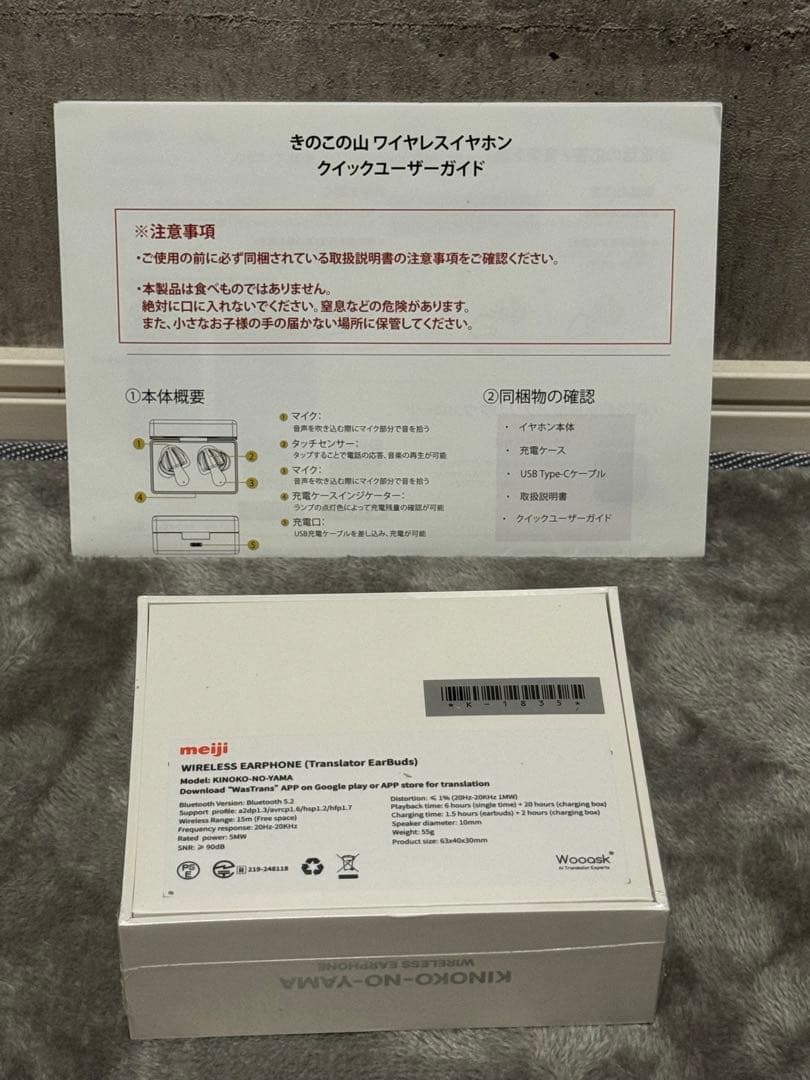 きのこの山 ワイヤレスイヤホン
クイックユーザーガイド
※注意事項
・ご使用の前に必ず同梱されている取扱説明書の注意事項をご確認ください。
・本製品は食べものではありません。
絶対に口に入れないでください。窒息などの危険があります。
また、小さなお子様の手の届かない場所に保管してください。
①本体概要
① マイク:
音声を吹き込む際にマイク部分で音を拾う
② タッチセンサー:
タップすることで電話の応答、音楽の再生が可能
③ マイク:
音声を吹き込む際にマイク部分で音を拾う
④ 充電ケースインジケーター:
ランプの点灯色によって充電残量の確認が可能
⑤ 充電口:
USB充電ケーブルを差し込み、充電が可能
1
2
3
4
5
②同梱物の確認
・ イヤホン本体
・ 充電ケース
・ USB Type-Cケーブル
・ 取扱説明書
・ クイックユーザーガイド
*K-1835*
meiji
WIRELESS EARPHONE (Translator EarBuds)
Model: KINOKO-NO-YAMA
Download "WasTrans" APP on Google play or APP store for translation
Bluetooth Version: Bluetooth 5.2
Support profile: a2dp1.3/avrcp1.6/hsp1.2/hfp1.7
Wireless Range: 15m (Free space)
Frequency response: 20Hz-20KHz
Rated power: 5MW
SNR: ≥ 90dB
Distortion: ≤ 1% (20Hz-20KHz 1MW)
Playback time: 6 hours (single time) + 20 hours (charging box)
Charging time: 1.5 hours (earbuds) + 2 hours (charging box)
Speaker diameter: 10mm
Weight: 55g
Product size: 63x40x30mm
PSE
R 219-248118
Wooask
AI Translator Experts
KINOKO-NO-YAMA
WIRELESS EARPHONE